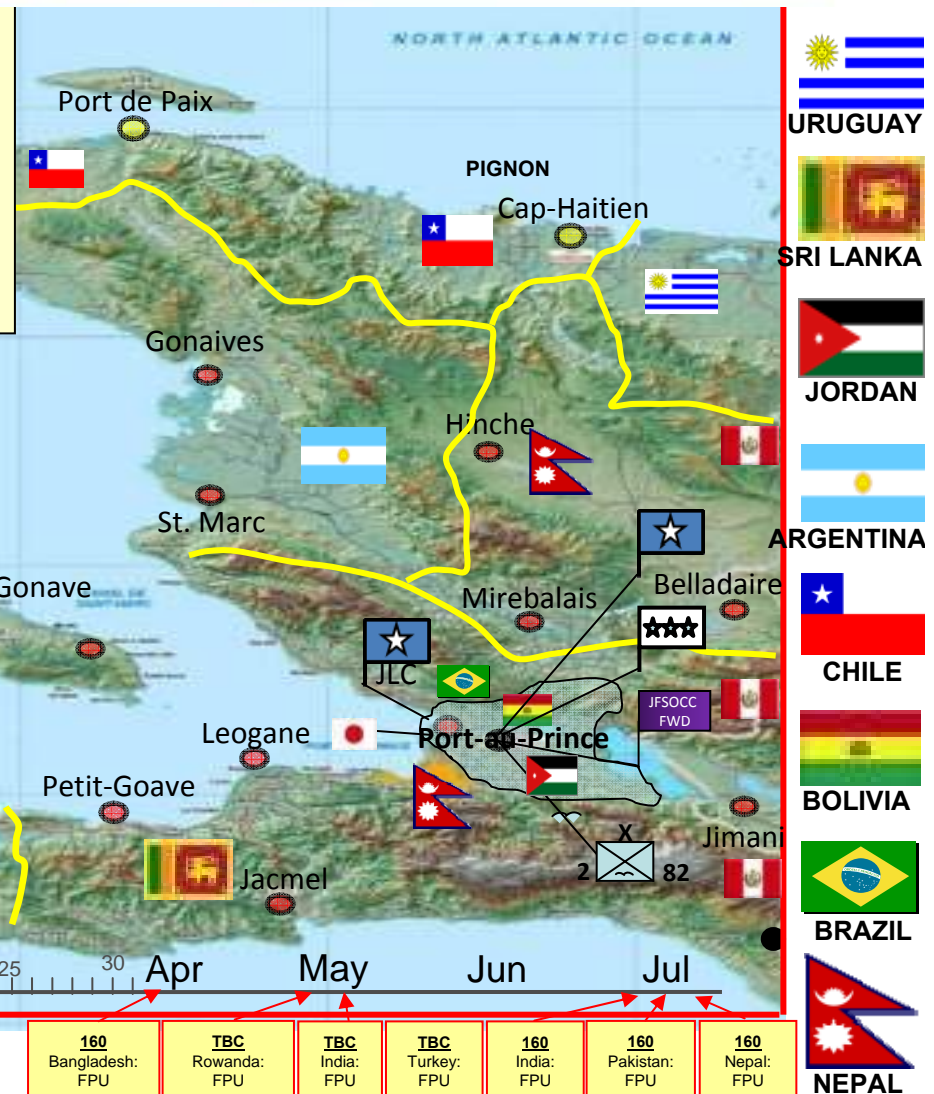 NORTH ATLANTIC OCEAN
Port de Paix
PIGNON
Cap-Haitien
Gonaives
Hinche
St. Marc
Gonave
Mirebalais
Belladaire
JLC
JFSOCC
FWD
Leogane
Port-au-Prince
Petit-Goave
X
2
82
Jimani
Jacmel
25
30
Apr
May
Jun
Jul
160
Bangladesh:
FPU
TBC
Rowanda:
FPU
TBC
India:
FPU
TBC
Turkey:
FPU
160
India:
FPU
160
Pakistan:
FPU
160
Nepal:
FPU
URUGUAY
SRI LANKA
JORDAN
ARGENTINA
CHILE
BOLIVIA
BRAZIL
NEPAL